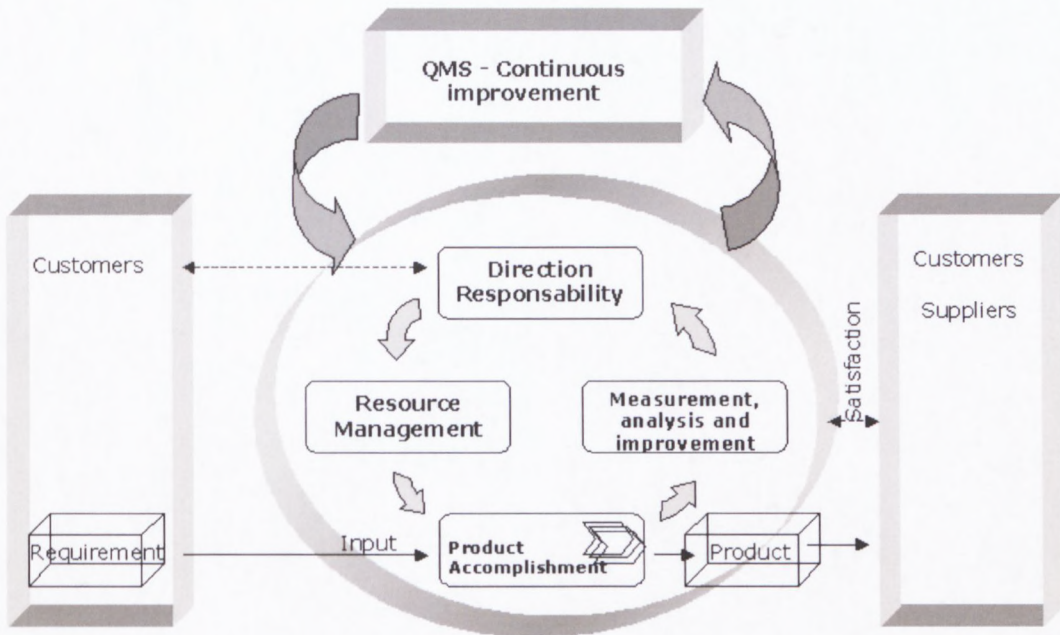 QMS - Continuous
improvement
Customers
Direction
Responsability
Customers
Suppliers
Satisfaction
Resource
Management
Measurement,
analysis and
improvement
Requirement
Input
Product
Accomplishment
Product